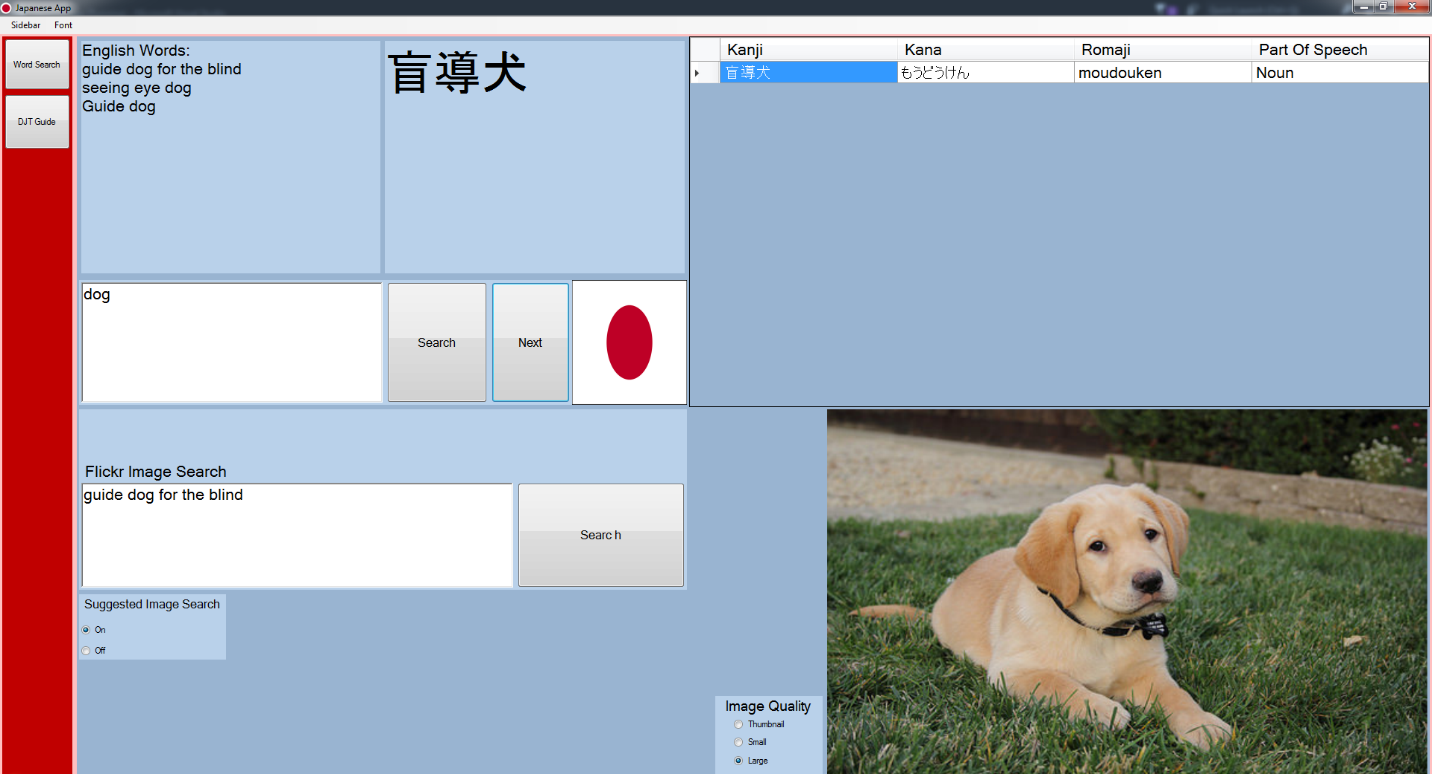 Japanese App
Sidebar Font
Word Search
DJT Guide
English Words:
guide dog for the blind
seeing eye dog
Guide dog
盲導犬
Kanji Kana Romaji Part Of Speech
盲導犬 もうどうけん moudouken Noun
dog
Search
Next
Flickr Image Search
guide dog for the blind
Searc h
Suggested Image Search
On
Off
Image Quality
Thumbnail
Small
Large